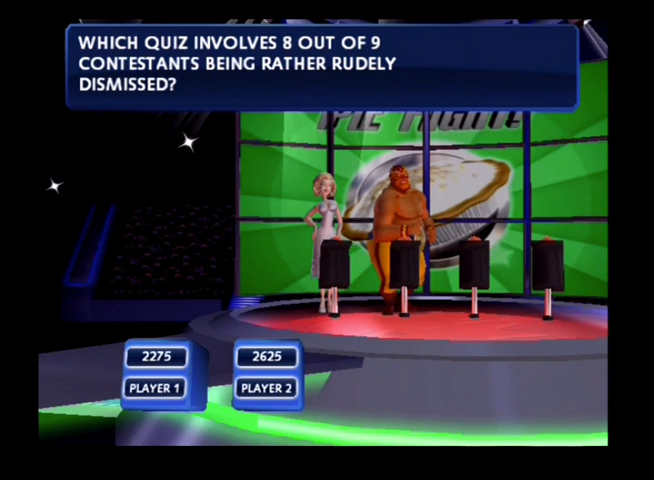 WHICH QUIZ INVOLVES 8 OUT OF 9
CONTESTANTS BEING RATHER RUDELY
DISMISSED?
PIE FIGHT!
2275
2625
PLAYER 1
PLAYER 2